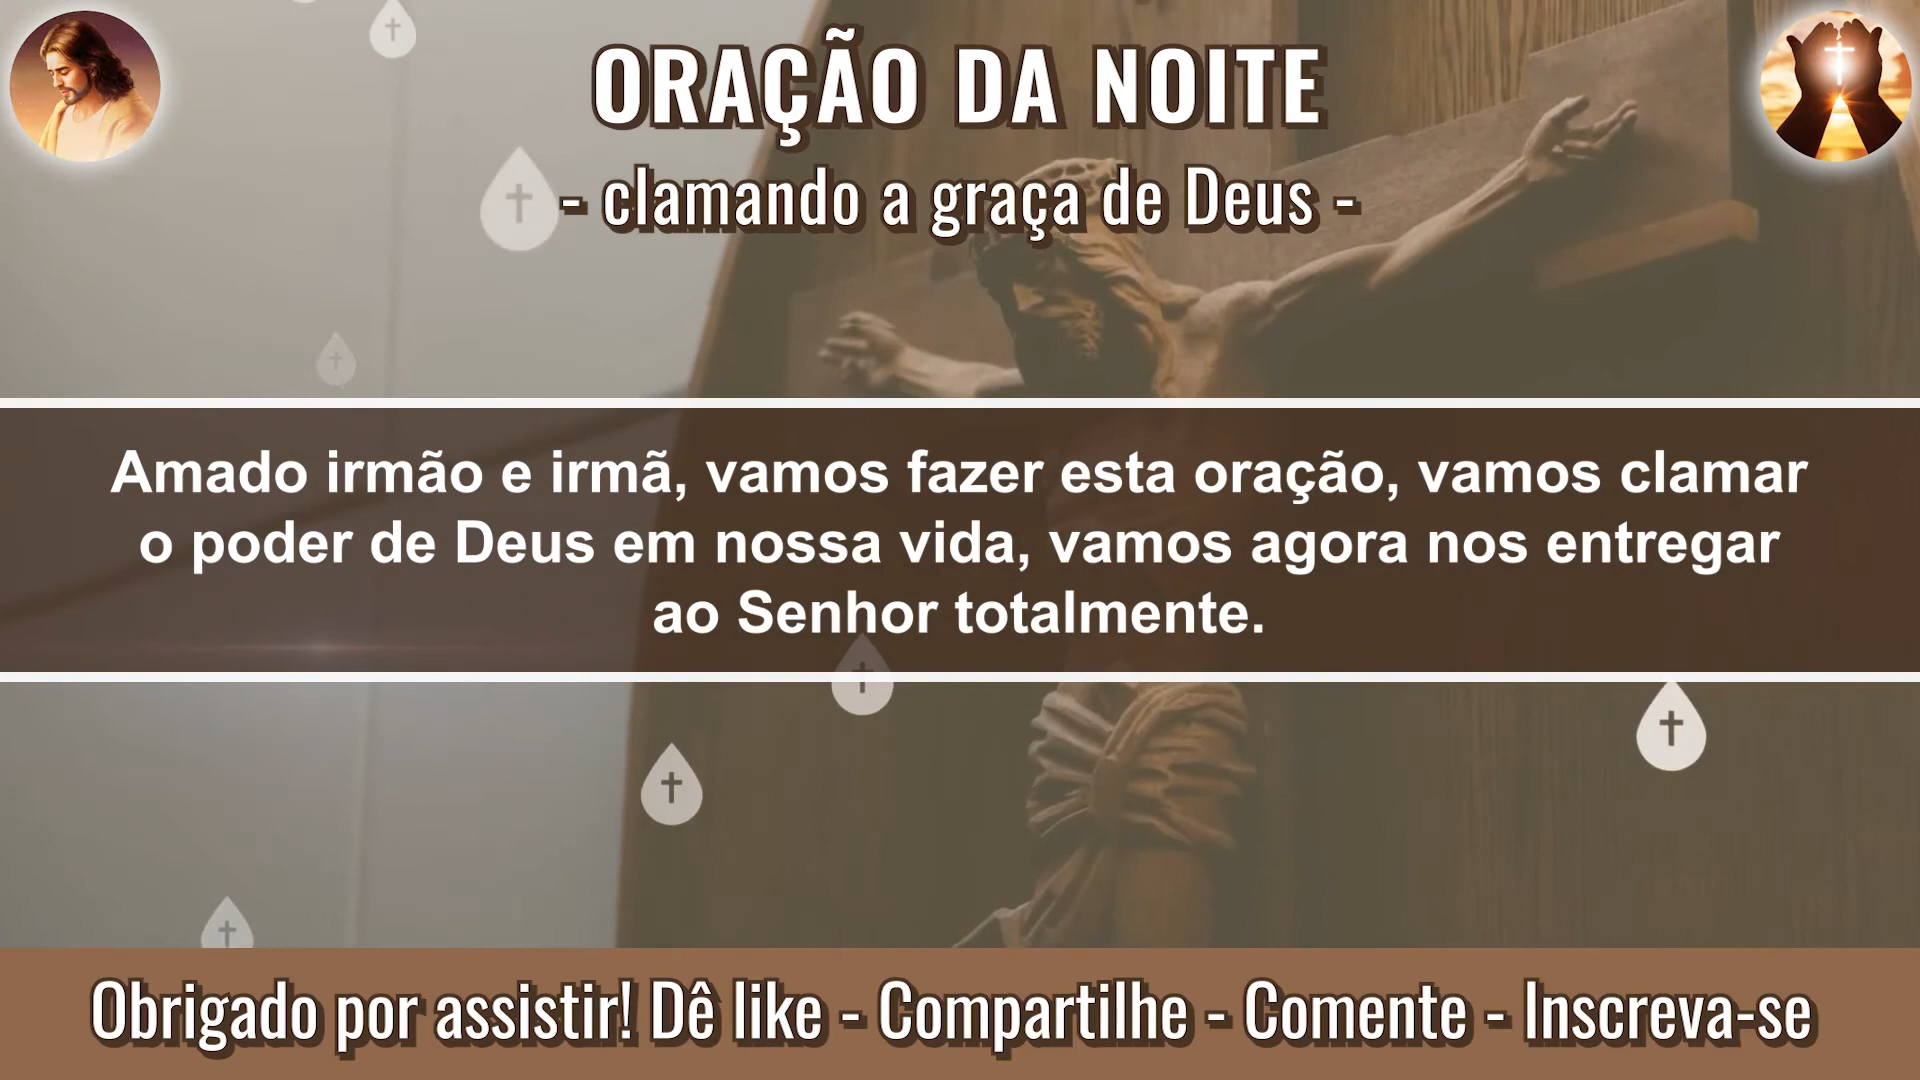 ORAÇÃO DA NOITE
- clamando a graça de Deus -
Amado irmão e irmã, vamos fazer esta oração, vamos clamar
o poder de Deus em nossa vida, vamos agora nos entregar
ao Senhor totalmente.
Obrigado por assistir! Dê like - Compartilhe - Comente - Inscreva-se